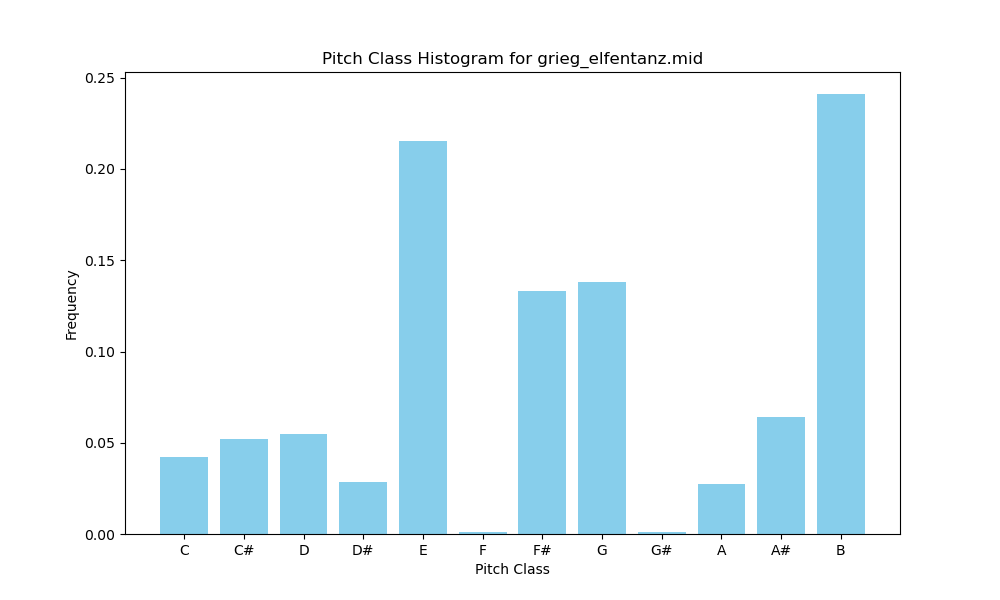 Pitch Class Histogram for grieg_elfentanz.mid
0.25
0.20
0.15
0.10
0.05
0.00
Frequency
C C# D D# E F F# G G# A A# B
Pitch Class